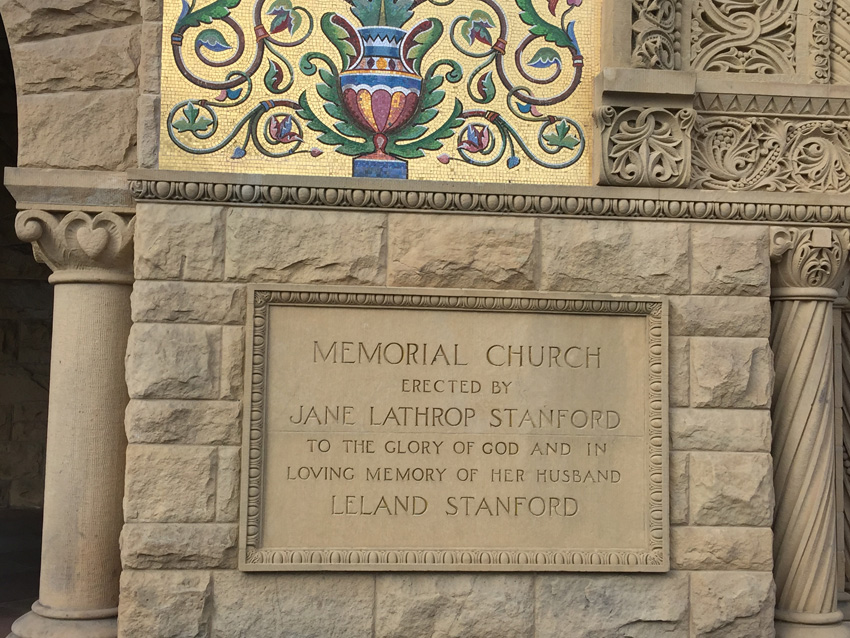 MEMORIAL CHURCH
ERECTED BY
JANE LATHROP STANFORD
TO THE GLORY OF GOD AND IN
LOVING MEMORY OF HER HUSBAND
LELAND STANFORD